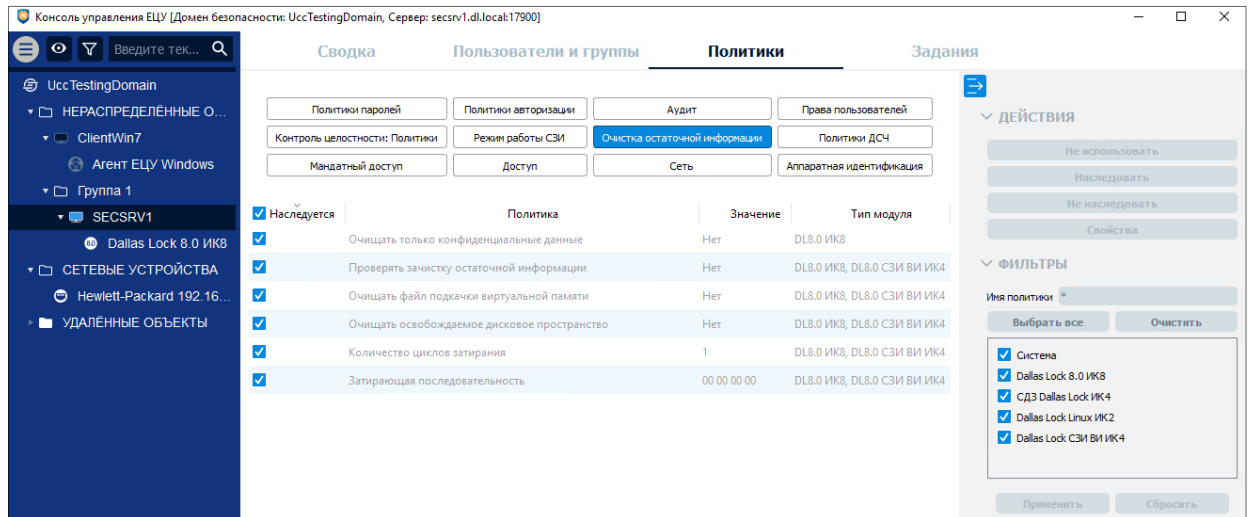 Консоль управления ЕЦУ [Домен безопасности: UccTestingDomain, Сервер: secsrv1.dl.local:17900]
Введите тек...
Сводка Пользователи и группы Политики Задания
UccTestingDomain
НЕРАСПРЕДЕЛЁННЫЕ О...
ClientWin7
Агент ЕЦУ Windows
Группа 1
SECSRV1
8.0 Dallas Lock 8.0 ИК8
СЕТЕВЫЕ УСТРОЙСТВА
Hewlett-Packard 192.16...
УДАЛЁННЫЕ ОБЪЕКТЫ
Политики паролей Политики авторизации Аудит Права пользователей
Контроль целостности: Политики Режим работы СЗИ Очистка остаточной информации Политики ДСЧ
Мандатный доступ Доступ Сеть Аппаратная идентификация
Наследуется Политика Значение Тип модуля
Очищать только конфиденциальные данные Нет DL8.0 ИК8
Проверять зачистку остаточной информации Нет DL8.0 ИК8, DL8.0 СЗИ ВИ ИК4
Очищать файл подкачки виртуальной памяти Нет DL8.0 ИК8, DL8.0 СЗИ ВИ ИК4
Очищать освобождаемое дисковое пространство Нет DL8.0 ИК8, DL8.0 СЗИ ВИ ИК4
Количество циклов затирания 1 DL8.0 ИК8, DL8.0 СЗИ ВИ ИК4
Затирающая последовательность 00 00 00 00 DL8.0 ИК8, DL8.0 СЗИ ВИ ИК4
ДЕЙСТВИЯ
Не использовать
Наследовать
Не наследовать
Свойства
ФИЛЬТРЫ
Имя политики *
Выбрать все Очистить
Система
Dallas Lock 8.0 ИК8
СДЗ Dallas Lock ИК4
Dallas Lock Linux ИК2
Dallas Lock СЗИ ВИ ИК4
Применить Сбросить